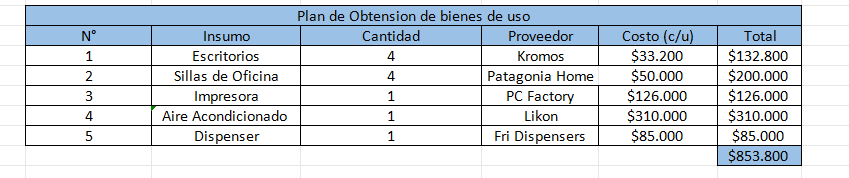 Plan de Obtension de bienes de uso
N° Insumo Cantidad Proveedor Costo (c/u) Total
1 Escritorios 4 Kromos $33.200 $132.800
2 Sillas de Oficina 4 Patagonia Home $50.000 $200.000
3 Impresora 1 PC Factory $126.000 $126.000
4 Aire Acondicionado 1 Likon $310.000 $310.000
5 Dispenser 1 Fri Dispensers $85.000 $85.000
$853.800